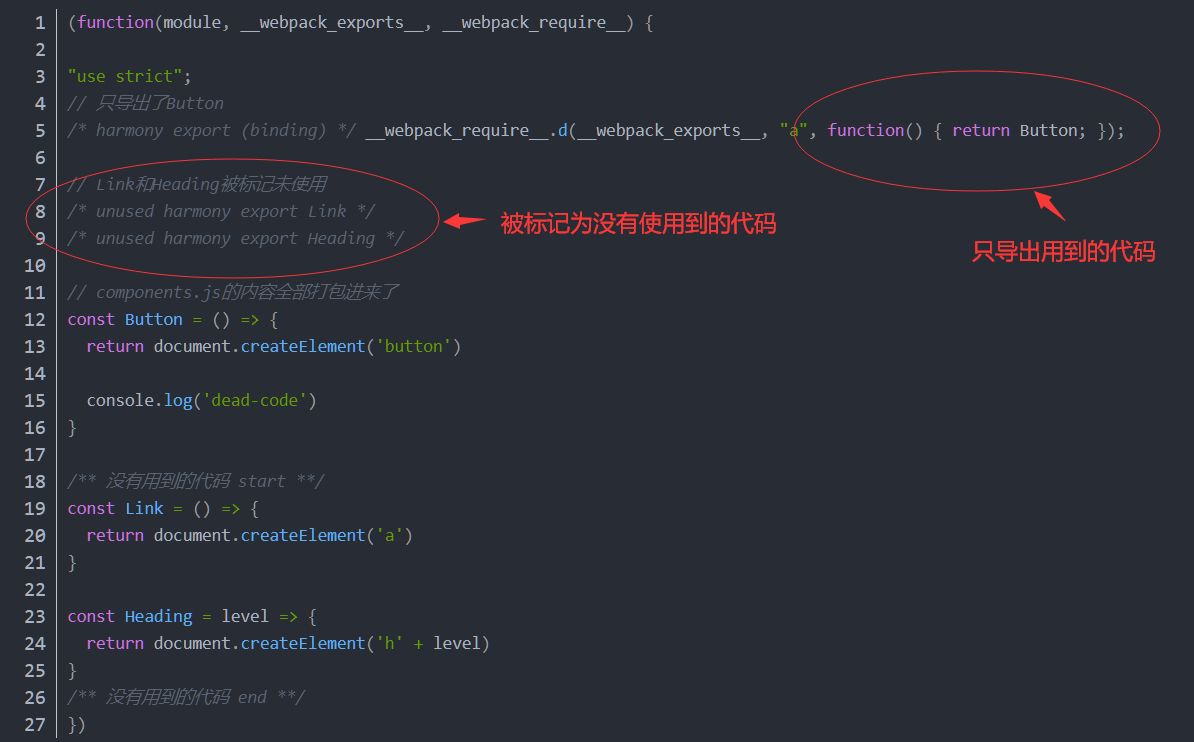 1 (function(module, __webpack_exports__, __webpack_require__) {
2
3 "use strict";
4 // 只导出了Button
5 /* harmony export (binding) */ __webpack_require__.d(__webpack_exports__, "a", function() { return Button; });
6
7 // Link和Heading被标记未使用
8 /* unused harmony export Link */
被标记为没有使用到的代码
9 /* unused harmony export Heading */
只导出用到的代码
10
11 // components.js的内容全部打包进来了
12 const Button = () => {
13   return document.createElement('button')
14
15   console.log('dead-code')
16 }
17
18 /** 没有用到的代码 start **/
19 const Link = () => {
20   return document.createElement('a')
21 }
22
23 const Heading = level => {
24   return document.createElement('h' + level)
25 }
26 /** 没有用到的代码 end **/
27 })